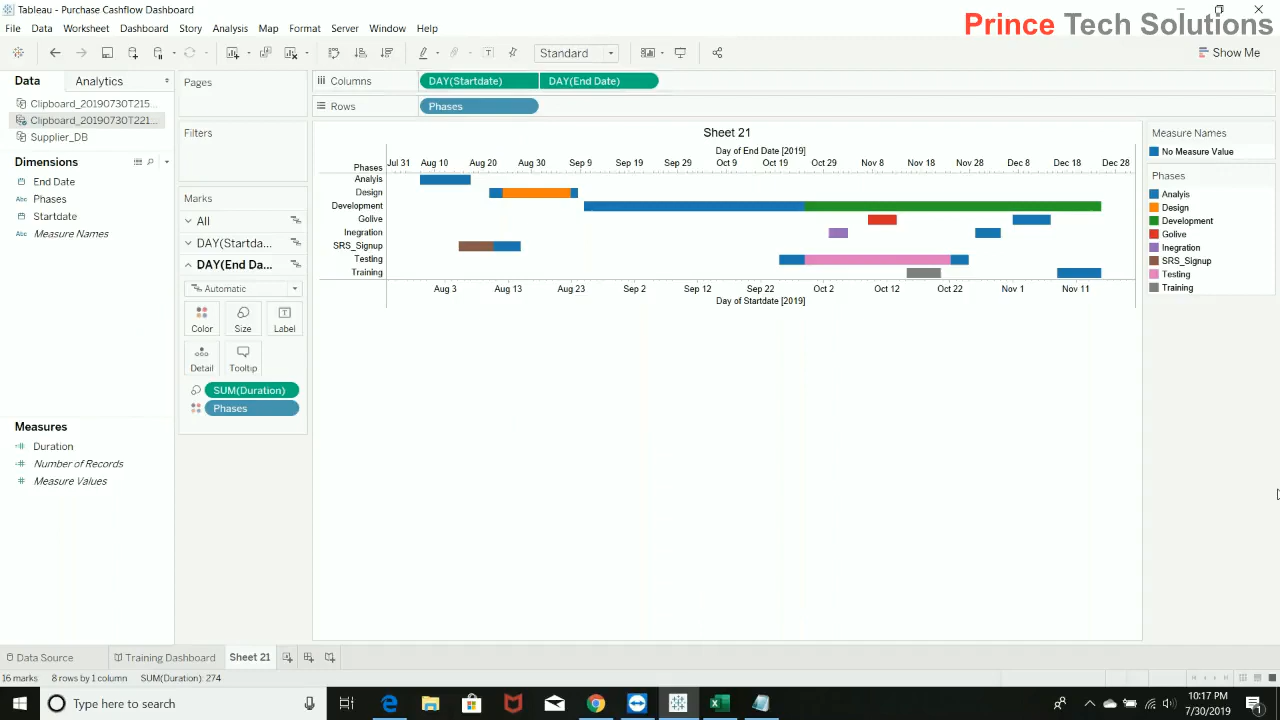 Tableau - Purchase Cashflow Dashboard
Prince Tech Solutions
File Data Worksheet Dashboard Story Analysis Map Format Server Window Help
Standard
Show Me
Data Analytics
Pages
Columns DAY(Startdate) DAY(End Date)
Rows Phases
Clipboard_20190730T215...
Clipboard_20190730T221...
Supplier_DB
Filters
Dimensions
End Date
Phases
Startdate
Measure Names
Marks
All
DAY(Startda...
DAY(End Da...
Automatic
Color Size Label
Detail Tooltip
SUM(Duration)
Phases
Measures
Duration
Number of Records
Measure Values
Sheet 21
Day of End Date [2019]
Phases
Jul 31 Aug 10 Aug 20 Aug 30 Sep 9 Sep 19 Sep 29 Oct 9 Oct 19 Oct 29 Nov 8 Nov 18 Nov 28 Dec 8 Dec 18 Dec 28
Analyis
Design
Development
Golive
Inegration
SRS_Signup
Testing
Training
Aug 3 Aug 13 Aug 23 Sep 2 Sep 12 Sep 22 Oct 2 Oct 12 Oct 22 Nov 1 Nov 11
Day of Startdate [2019]
Measure Names
No Measure Value
Phases
Analyis
Design
Development
Golive
Inegration
SRS_Signup
Testing
Training
Data Source Training Dashboard Sheet 21
16 marks 8 rows by 1 column SUM(Duration): 274
Type here to search
10:17 PM
7/30/2019
1